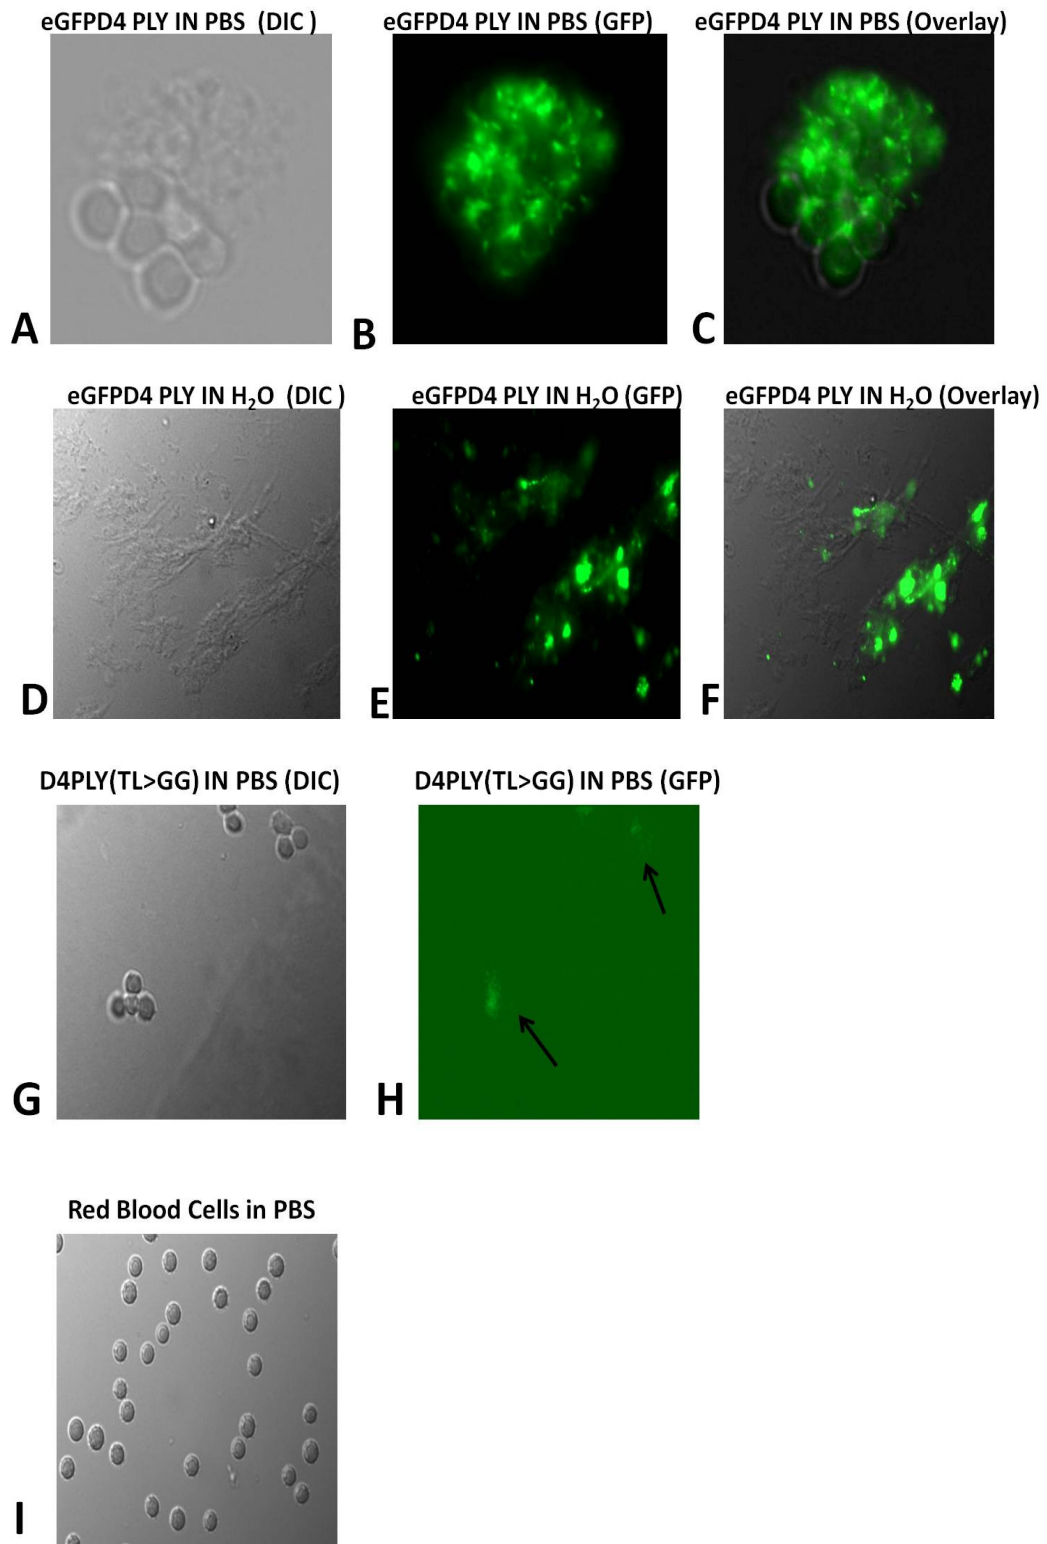 eGFPD4 PLY IN PBS (DIC )
eGFPD4 PLY IN PBS (GFP)
eGFPD4 PLY IN PBS (Overlay)
A
B
C
eGFPD4 PLY IN H₂O (DIC )
eGFPD4 PLY IN H₂O (GFP)
eGFPD4 PLY IN H₂O (Overlay)
D
E
F
D4PLY(TL>GG) IN PBS (DIC)
D4PLY(TL>GG) IN PBS (GFP)
G
H
Red Blood Cells in PBS
I